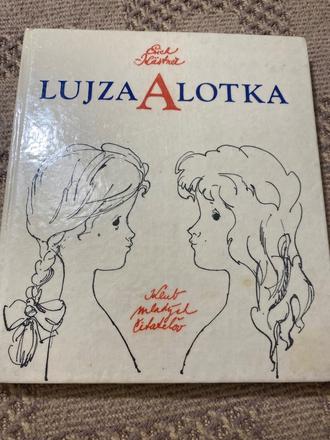 Erich
Kästner
LUJZA A LOTKA
Klub
mladých
čitateľov